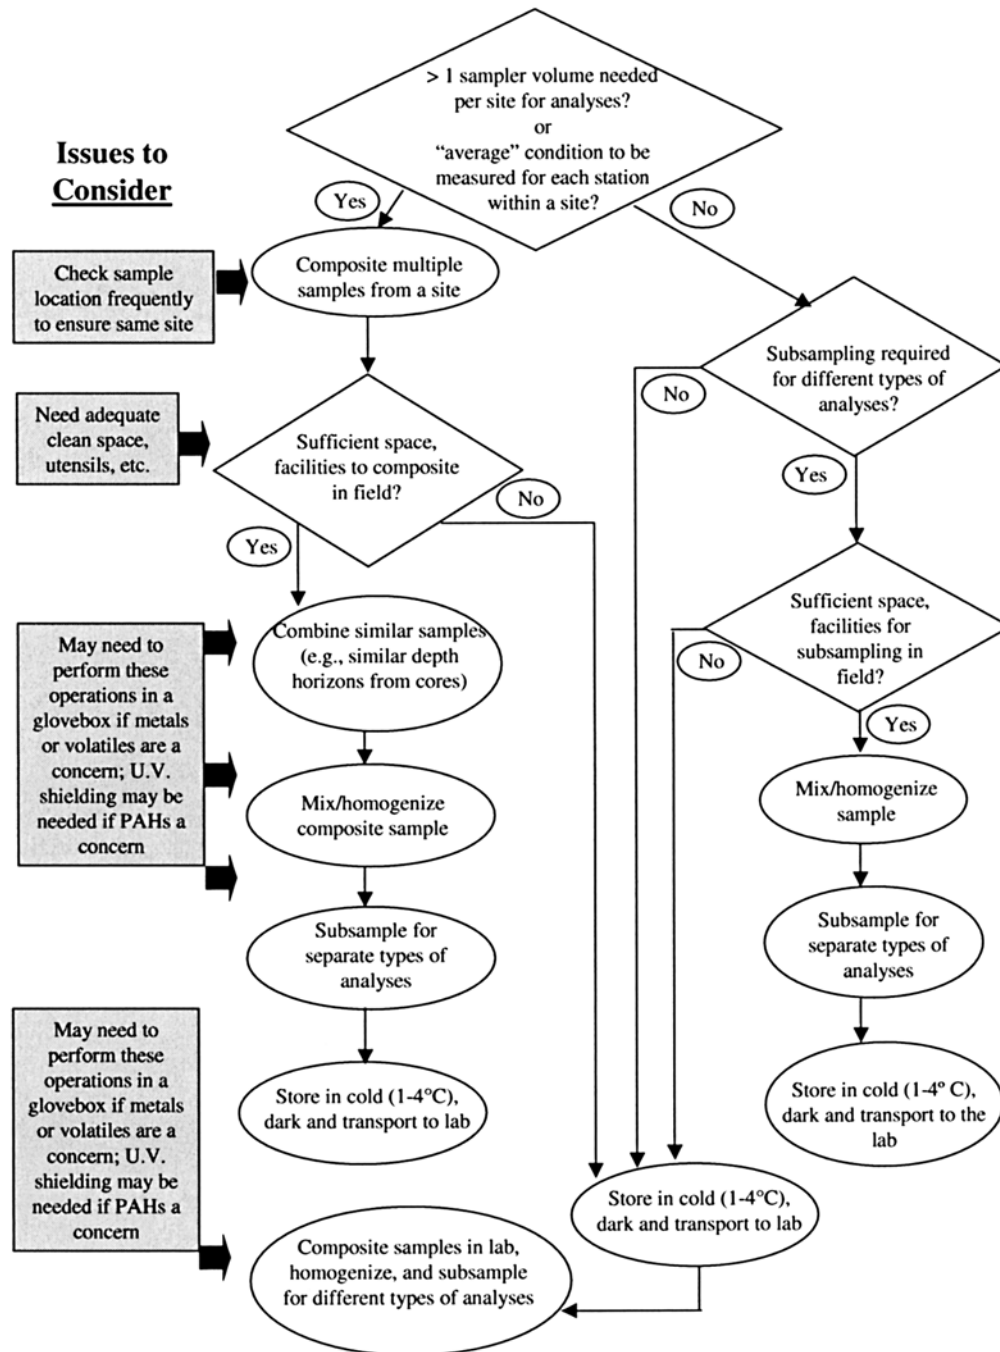 > 1 sampler volume needed
per site for analyses?
or
“average” condition to be
measured for each station
within a site?
Issues to
Consider
Yes
No
Check sample
location frequently
to ensure same site
Composite multiple
samples from a site
Subsampling required
for different types of
analyses?
No
Yes
Need adequate
clean space,
utensils, etc.
Sufficient space,
facilities to composite
in field?
No
Yes
Sufficient space,
facilities for
subsampling in
field?
No
Yes
May need to
perform these
operations in a
glovebox if metals
or volatiles are a
concern; U.V.
shielding may be
needed if PAHs a
concern
Combine similar samples
(e.g., similar depth
horizons from cores)
Mix/homogenize
composite sample
Mix/homogenize
sample
Subsample for
separate types of
analyses
Subsample for
separate types of
analyses
May need to
perform these
operations in a
glovebox if metals
or volatiles are a
concern; U.V.
shielding may be
needed if PAHs a
concern
Store in cold (1-4°C),
dark and transport to lab
Store in cold (1-4° C),
dark and transport to the
lab
Store in cold (1-4°C),
dark and transport to lab
Composite samples in lab,
homogenize, and subsample
for different types of analyses